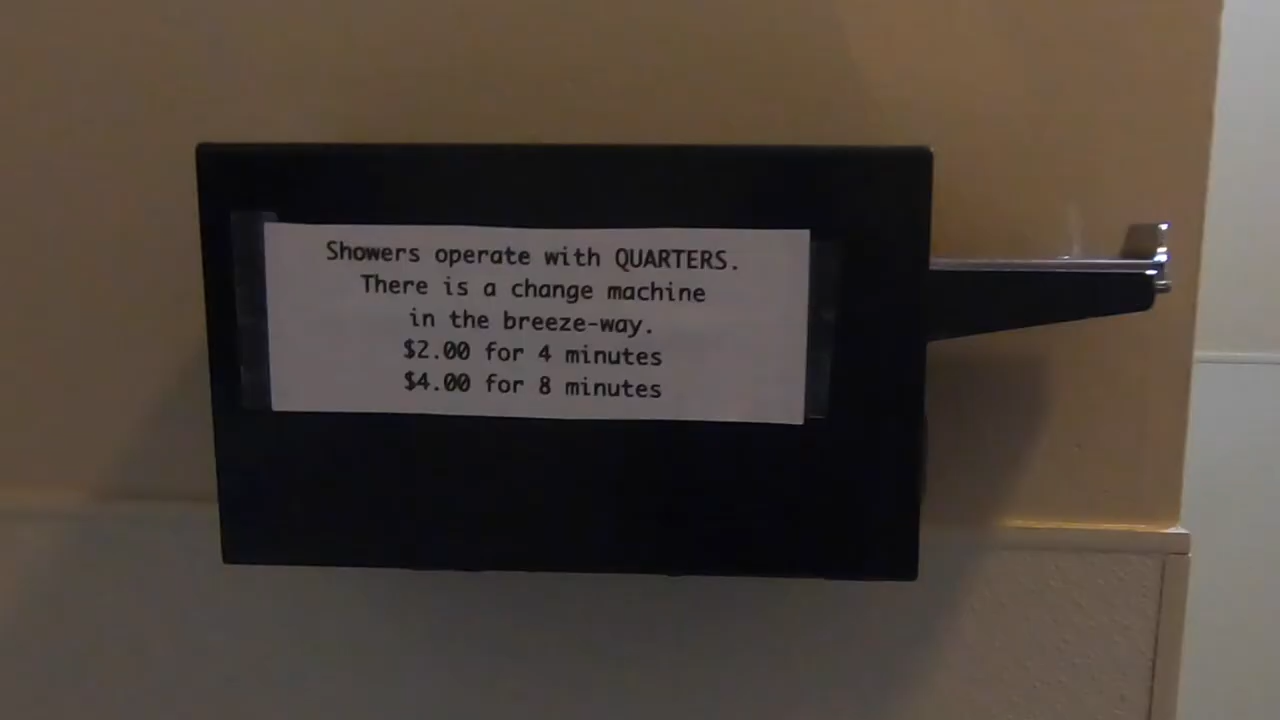 Showers operate with QUARTERS.
There is a change machine
in the breeze-way.
$2.00 for 4 minutes
$4.00 for 8 minutes